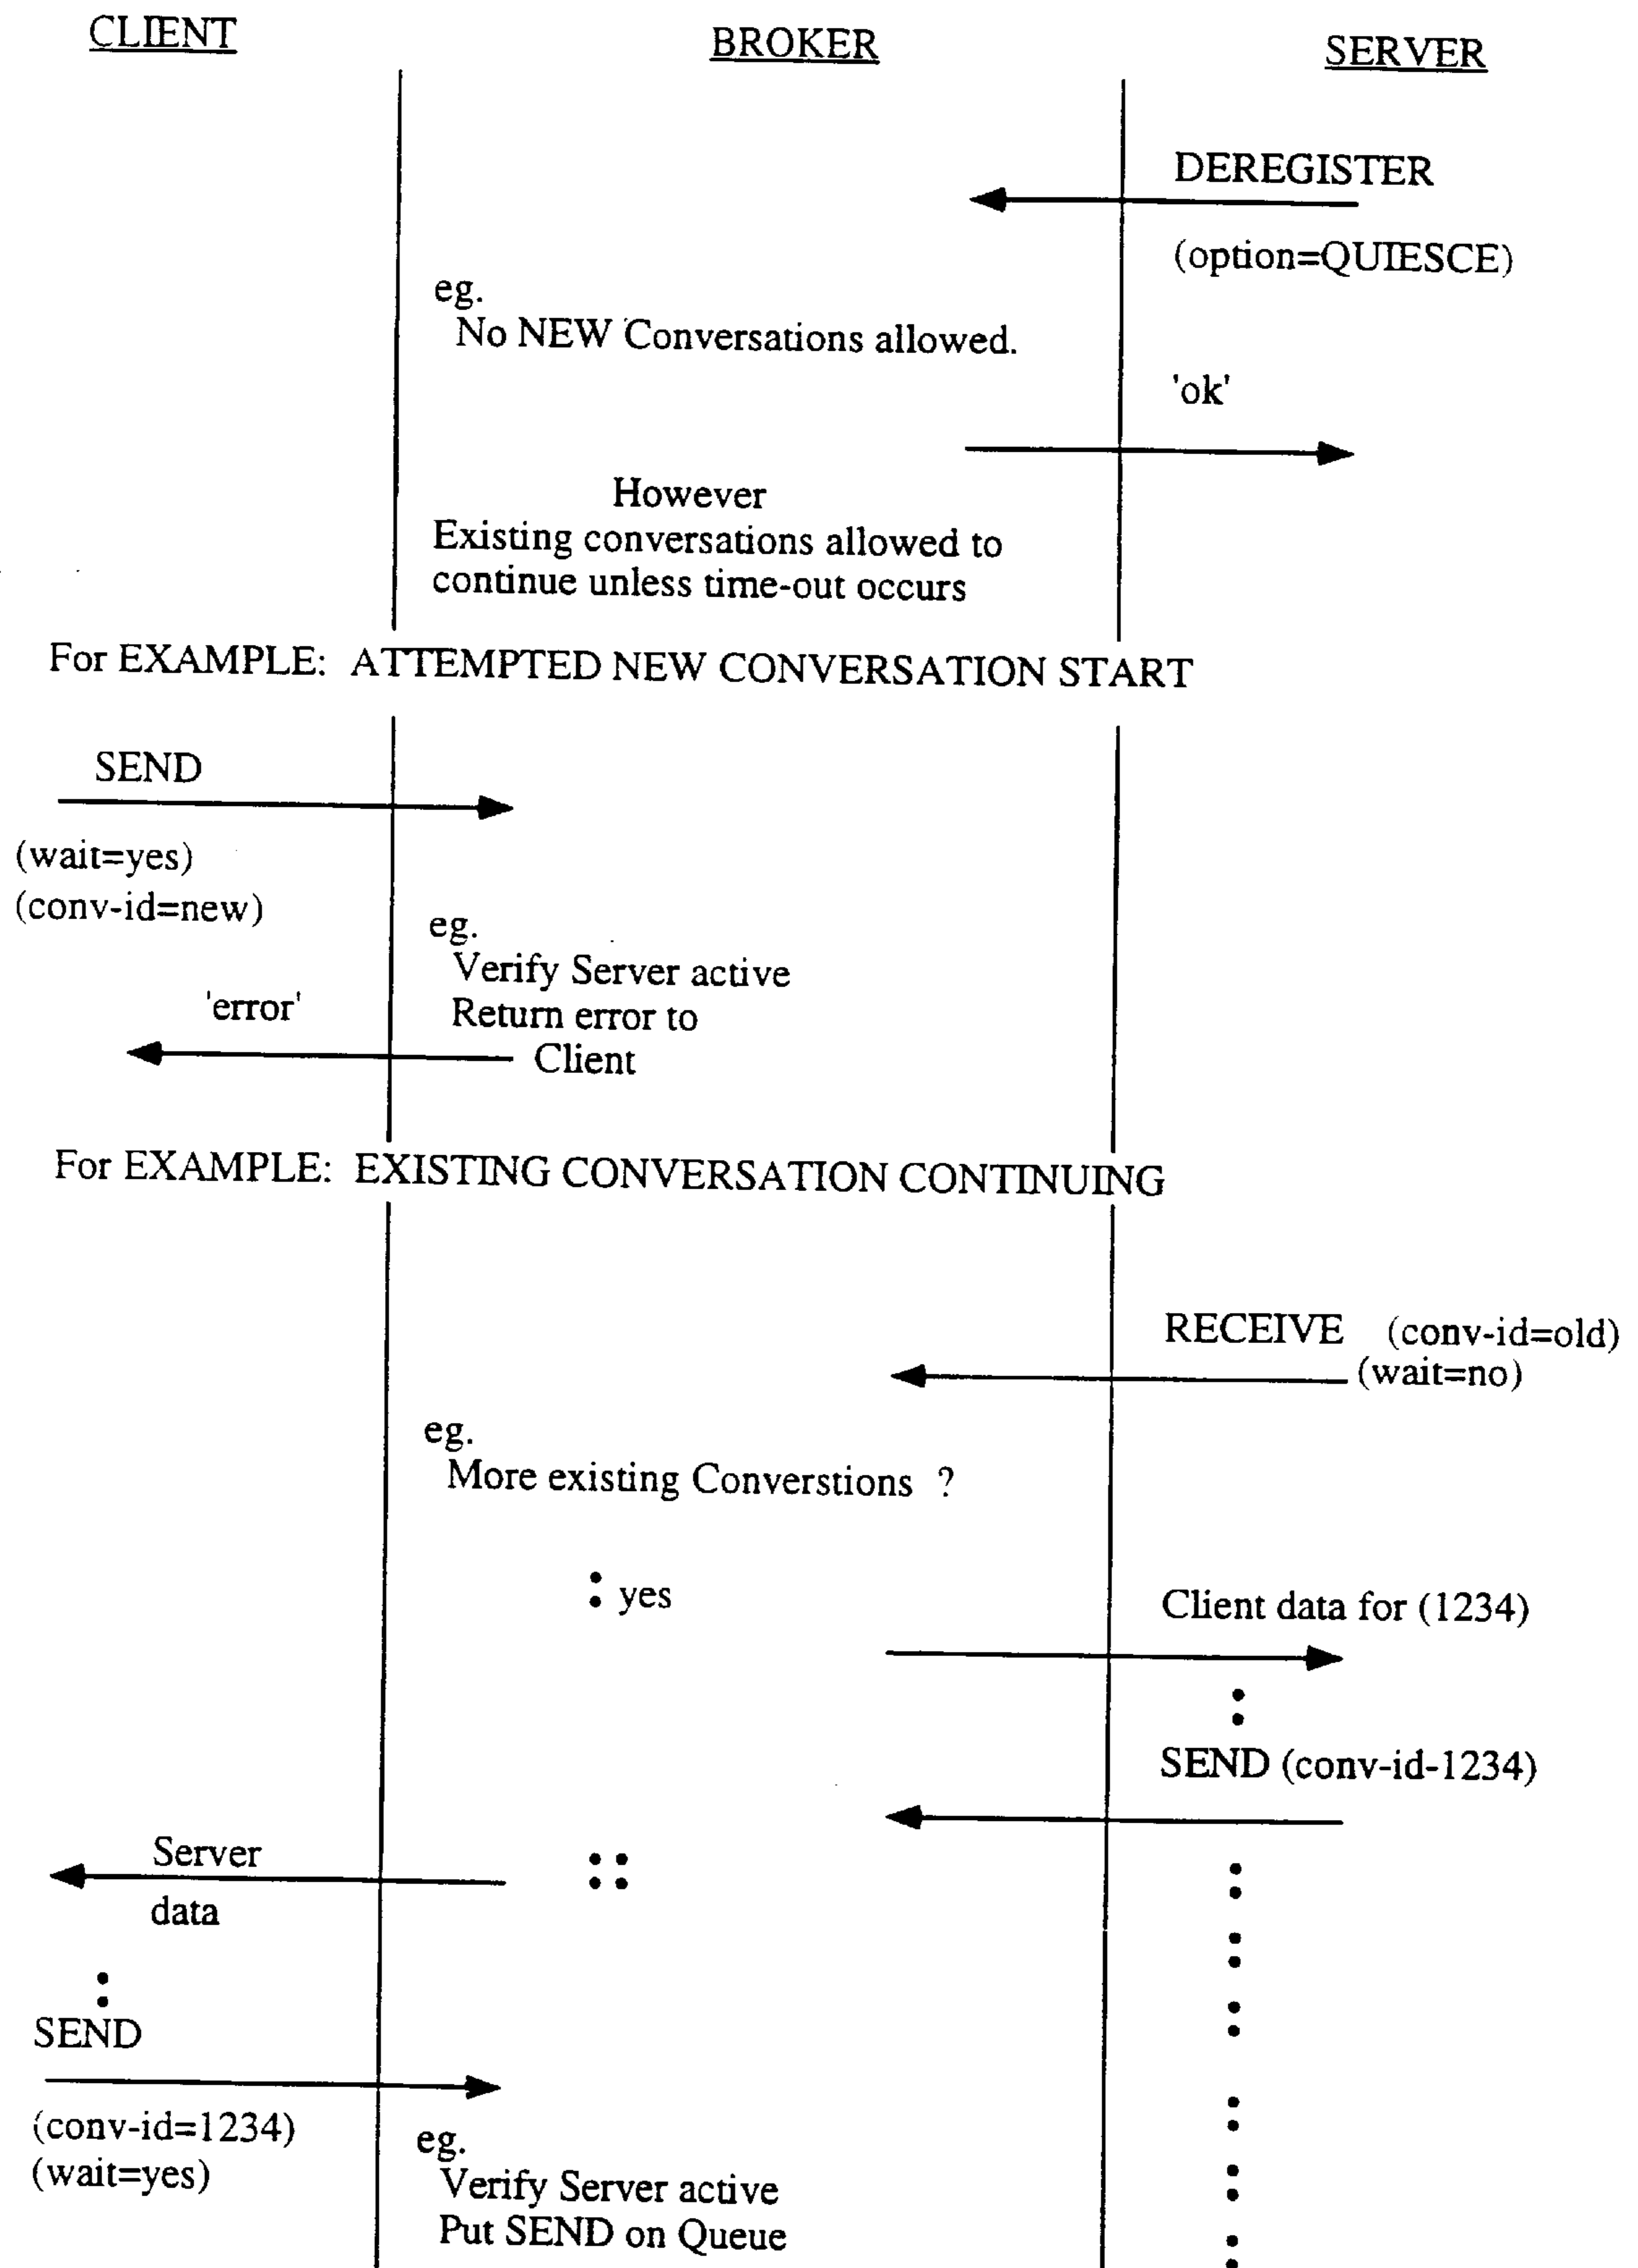 CLIENT
BROKER
SERVER
DEREGISTER
(option=QUIESCE)
eg.
No NEW Conversations allowed.
'ok'
However
Existing conversations allowed to
continue unless time-out occurs
For EXAMPLE: ATTEMPTED NEW CONVERSATION START
SEND
(wait=yes)
(conv-id=new)
eg.
Verify Server active
Return error to
Client
'error'
For EXAMPLE: EXISTING CONVERSATION CONTINUING
RECEIVE (conv-id=old)
(wait=no)
eg.
More existing Converstions ?
: yes
Client data for (1234)
SEND (conv-id-1234)
Server
data
SEND
(conv-id=1234)
(wait=yes)
eg.
Verify Server active
Put SEND on Queue